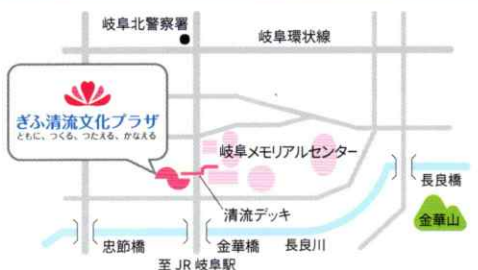 岐阜北警察署
岐阜環状線
ぎふ清流文化プラザ
ともに、つくる、つたえる、かなえる
岐阜メモリアルセンター
長良橋
清流デッキ
金華山
忠節橋
金華橋
長良川
至JR岐阜駅